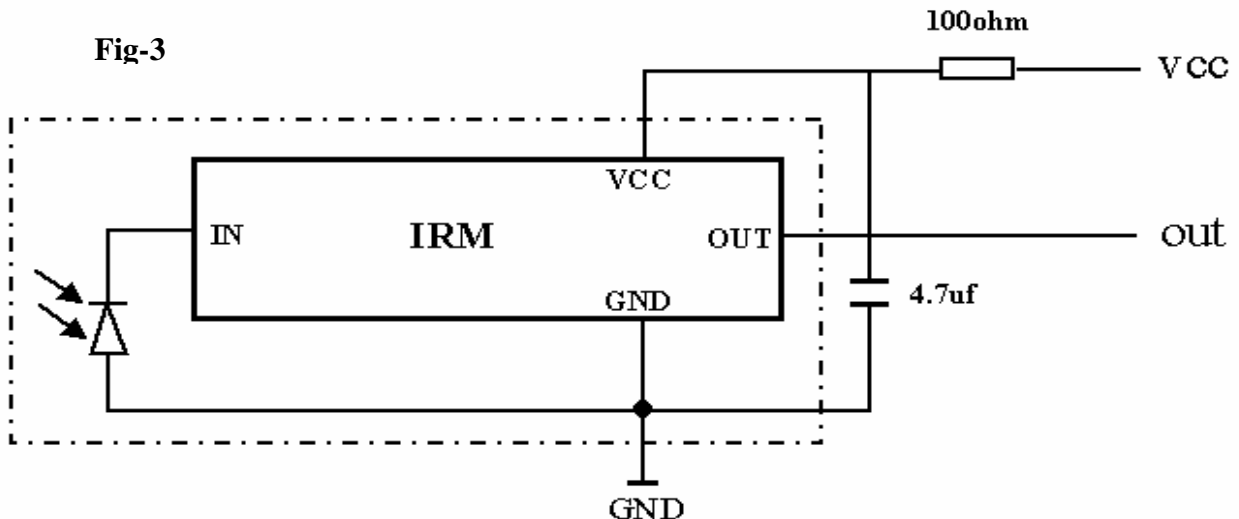 100ohm
Fig-3
VCC
VCC
IN
IRM
OUT
out
GND
4.7uf
GND